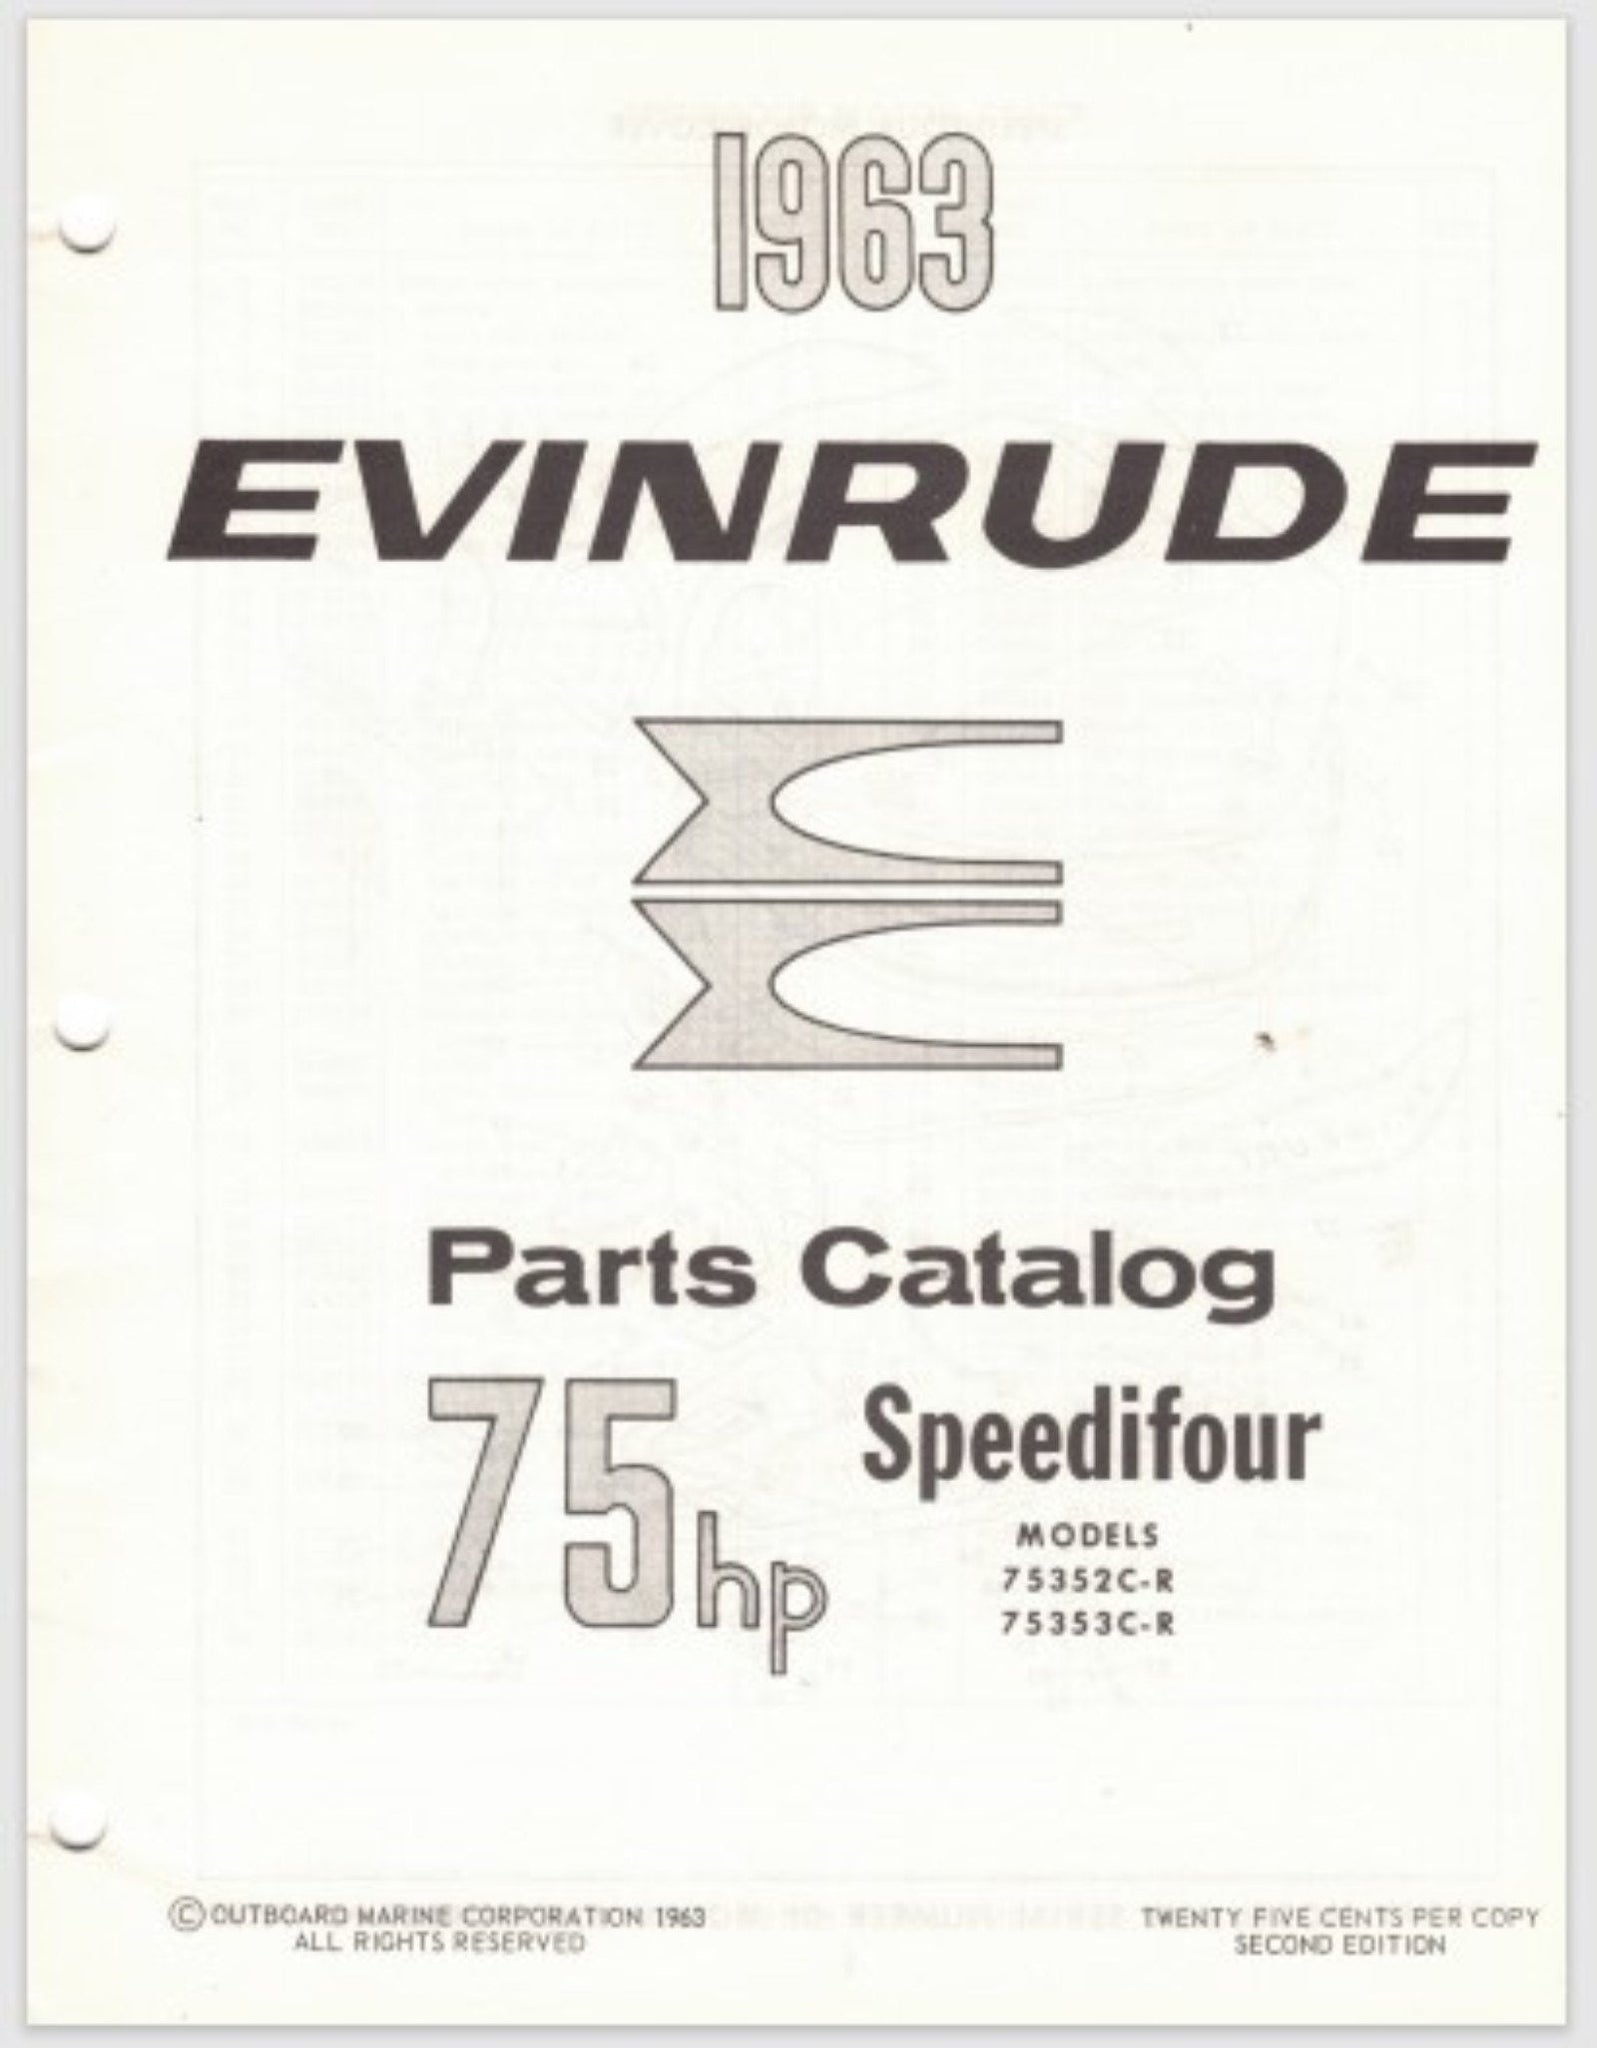 1963
EVINRUDE
Parts Catalog
75hp
Speedifour
MODELS
75352C-R
75353C-R
© OUTBOARD MARINE CORPORATION 1963
ALL RIGHTS RESERVED
TWENTY FIVE CENTS PER COPY
SECOND EDITION